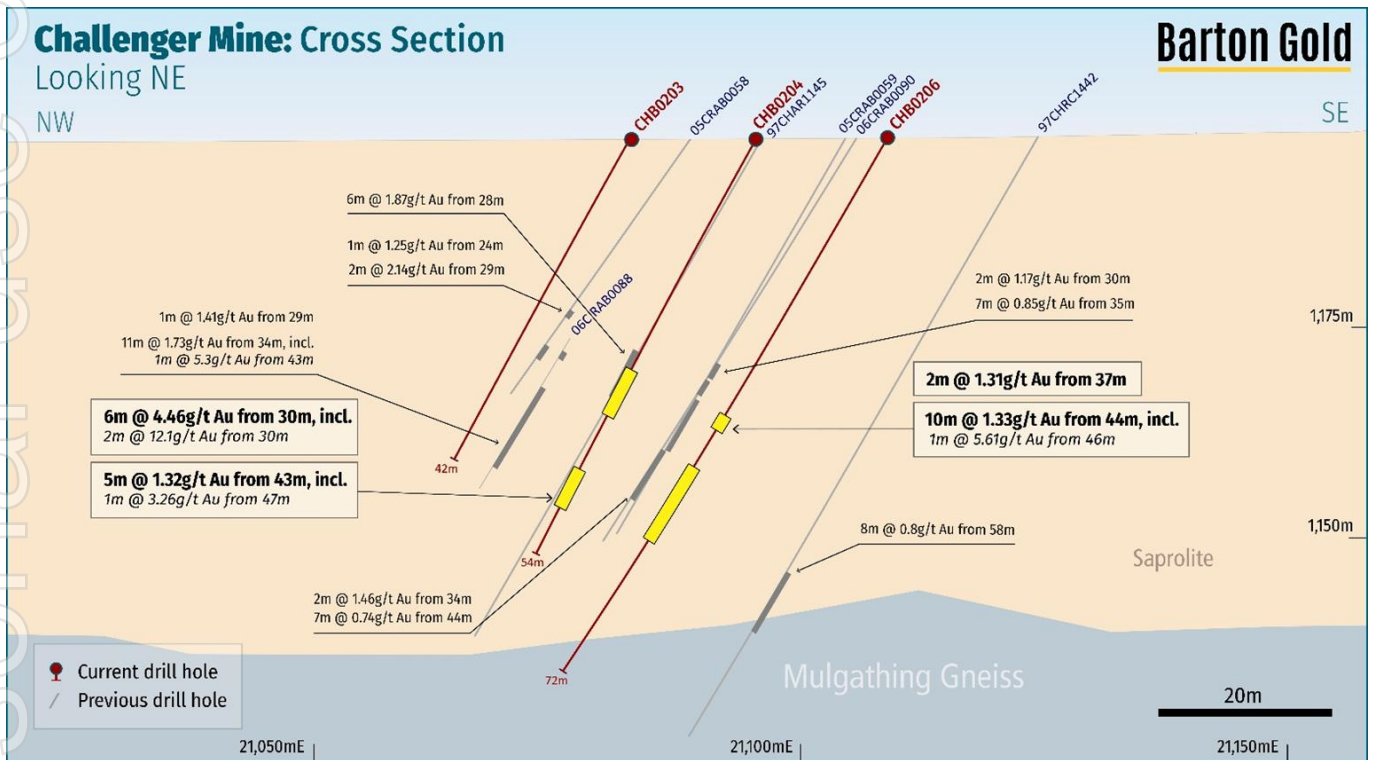 Challenger Mine: Cross Section
Looking NE
NW
Barton Gold
SE
CHB0203
05CRAB0058
CHB0204
97CHAR1145
05CRAB0059
06CRAB0090
CHB0206
97CHRC1442
6m @ 1.87g/t Au from 28m
1m @ 1.25g/t Au from 24m
2m @ 2.14g/t Au from 29m
06CRAB0088
1m @ 1.41g/t Au from 29m
11m @ 1.73g/t Au from 34m, incl.
1m @ 5.3g/t Au from 43m
6m @ 4.46g/t Au from 30m, incl.
2m @ 12.1g/t Au from 30m
5m @ 1.32g/t Au from 43m, incl.
1m @ 3.26g/t Au from 47m
2m @ 1.17g/t Au from 30m
7m @ 0.85g/t Au from 35m
1,175m
2m @ 1.31g/t Au from 37m
10m @ 1.33g/t Au from 44m, incl.
1m @ 5.61g/t Au from 46m
42m
54m
72m
8m @ 0.8g/t Au from 58m
1,150m
Saprolite
2m @ 1.46g/t Au from 34m
7m @ 0.74g/t Au from 44m
Mulgathing Gneiss
Current drill hole
Previous drill hole
20m
21,050mE
21,100mE
21,150mE